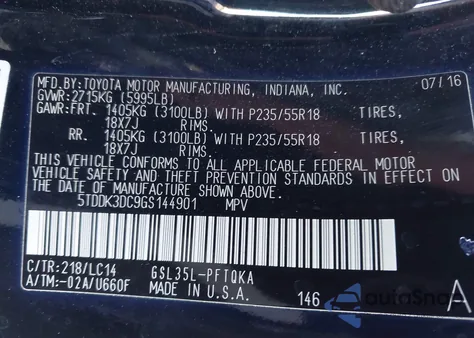 MFD.BY:TOYOTA MOTOR MANUFACTURING, INDIANA, INC. 07/16
GVWR:2715KG (5995LB)
GAWR:FRT. 1405KG (3100LB) WITH P235/55R18 TIRES,
18X7J RIMS.
RR. 1405KG (3100LB) WITH P235/55R18 TIRES,
18X7J RIMS.
THIS VEHICLE CONFORMS TO ALL APPLICABLE FEDERAL MOTOR
VEHICLE SAFETY AND THEFT PREVENTION STANDARDS IN EFFECT
ON THE DATE OF MANUFACTURE SHOWN ABOVE.
5TDDK3DC9GS144901 MPV
C/TR:218/LC14 GSL35L-PFTQKA
A/TM:-02A/U660F MADE IN U.S.A. 146 A
AutoSnap